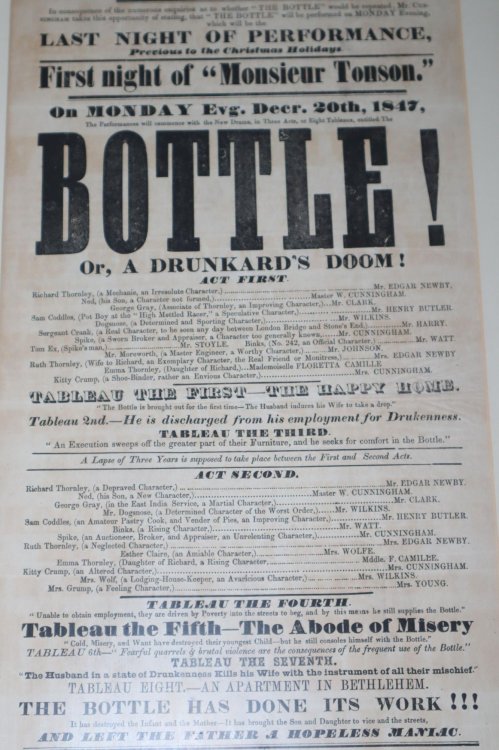 In consequence of the numerous enquiries as to whether "THE BOTTLE" would be repeated, Mr. CUN-
NINGHAM takes this opportunity of stating, that "THE BOTTLE" will be performed on MONDAY Evening,
which will be the
LAST NIGHT OF PERFORMANCE,
Previous to the Christmas Holidays
First night of "Monsieur Tonson."
On MONDAY Evg. Decr. 20th, 1847,
The Performances will commence with the New Drama, in Three Acts, or Eight Tableaux, entitled The
BOTTLE!
Or, A DRUNKARD'S DOOM!
ACT FIRST.
Richard Thornley, (a Mechanic, an Irresolute Character,) Mr. EDGAR NEWBY.
Ned, (his Son, a Character not formed,) Master W. CUNNINGHAM.
George Gray, (Associate of Thornley, an Improving Character,) Mr. CLARK.
Sam Coddles, (Pot Boy at the "High Mettled Racer," a Speculative Character,) Mr. HENRY BUTLER.
Dognose, (a Determined and Sporting Character,) Mr. WILKINS.
Sergeant Crank, (a Real Character, to be seen any day between London Bridge and Stone's End,) Mr. HARRY.
Spike, (a Sworn Broker and Appraiser, a Character too generally known,) Mr. CUNNINGHAM.
Tom Ex, (Spike's man,) Mr. STOYLE. Binks, (No. 242, an Official Character,) Mr. WATT.
Mr. Moreworth, (a Master Engineer, a Worthy Character,) Mr. JOHNSON.
Ruth Thornley, (Wife to Richard, an Exemplary Character, the Real Friend or Monitress,) Mrs. EDGAR NEWBY
Emma Thornley, (Daughter of Richard,) Mademoiselle FLORETTA CAMILLE
Kitty Crump, (a Shoe-Binder, rather an Envious Character,) Mrs. CUNNINGHAM.
TABLEAU THE FIRST—THE HAPPY HOME.
"The Bottle is brought out for the first time—The Husband induces his Wife to take a drop."
Tableau 2nd.—He is discharged from his employment for Drukenness.
TABLEAU THE THIRD.
"An Execution sweeps off the greater part of their Furniture, and he seeks for comfort in the Bottle."
A Lapse of Three Years is supposed to take place between the First and Second Acts.
ACT SECOND.
Richard Thornley, (a Depraved Character,) Mr. EDGAR NEWBY.
Ned, (his Son, a New Character,) Master W. CUNNINGHAM.
George Gray, (in the East India Service, a Martial Character,) Mr. CLARK.
Mr. Dognose, (a Determined Character of the Worst Order,) Mr. WILKINS.
Sam Coddles, (an Amateur Pastry Cook, and Vender of Pies, an Improving Character,) Mr. HENRY BUTLER.
Binks, (a Rising Character,) Mr. WATT.
Spike, (an Auctioneer, Broker, and Appraiser, an Unrelenting Character,) Mr. CUNNINGHAM.
Ruth Thornley, (a Neglected Character,) Mrs. EDGAR NEWBY.
Esther Claire, (an Amiable Character,) Mrs. WOLFE.
Emma Thornley, (Daughter of Richard, a Rising Character Mddle. F. CAMILLE.
Kitty Crump, (an Altered Character,) Mrs. CUNNINGHAM.
Mrs. Wolf, (a Lodging-House-Keeper, an Avaricious Character,) Mrs. WILKINS.
Mrs. Grump, (a Feeling Character,) Mrs. YOUNG.
TABLEAU THE FOURTH.
"Unable to obtain employment, they are driven by Poverty into the streets to beg, and by this means he still supplies the Bottle."
Tableau the Fifth—The Abode of Misery
"Cold, Misery, and Want have destroyed their youngest Child—but he still consoles himself with the Bottle."
TABLEAU 6th—"Fearful quarrels & brutal violence are the consequences of the frequent use of the Bottle."
TABLEAU THE SEVENTH.
"The Husband in a state of Drunkenness Kills his Wife with the instrument of all their mischief."
TABLEAU EIGHT.—AN APARTMENT IN BETHLEHEM.
THE BOTTLE HAS DONE ITS WORK!!!
It has destroyed the Infant and the Mother—It has brought the Son and Daughter to vice and the streets,
AND LEFT THE FATHER A HOPELESS MANIAC.